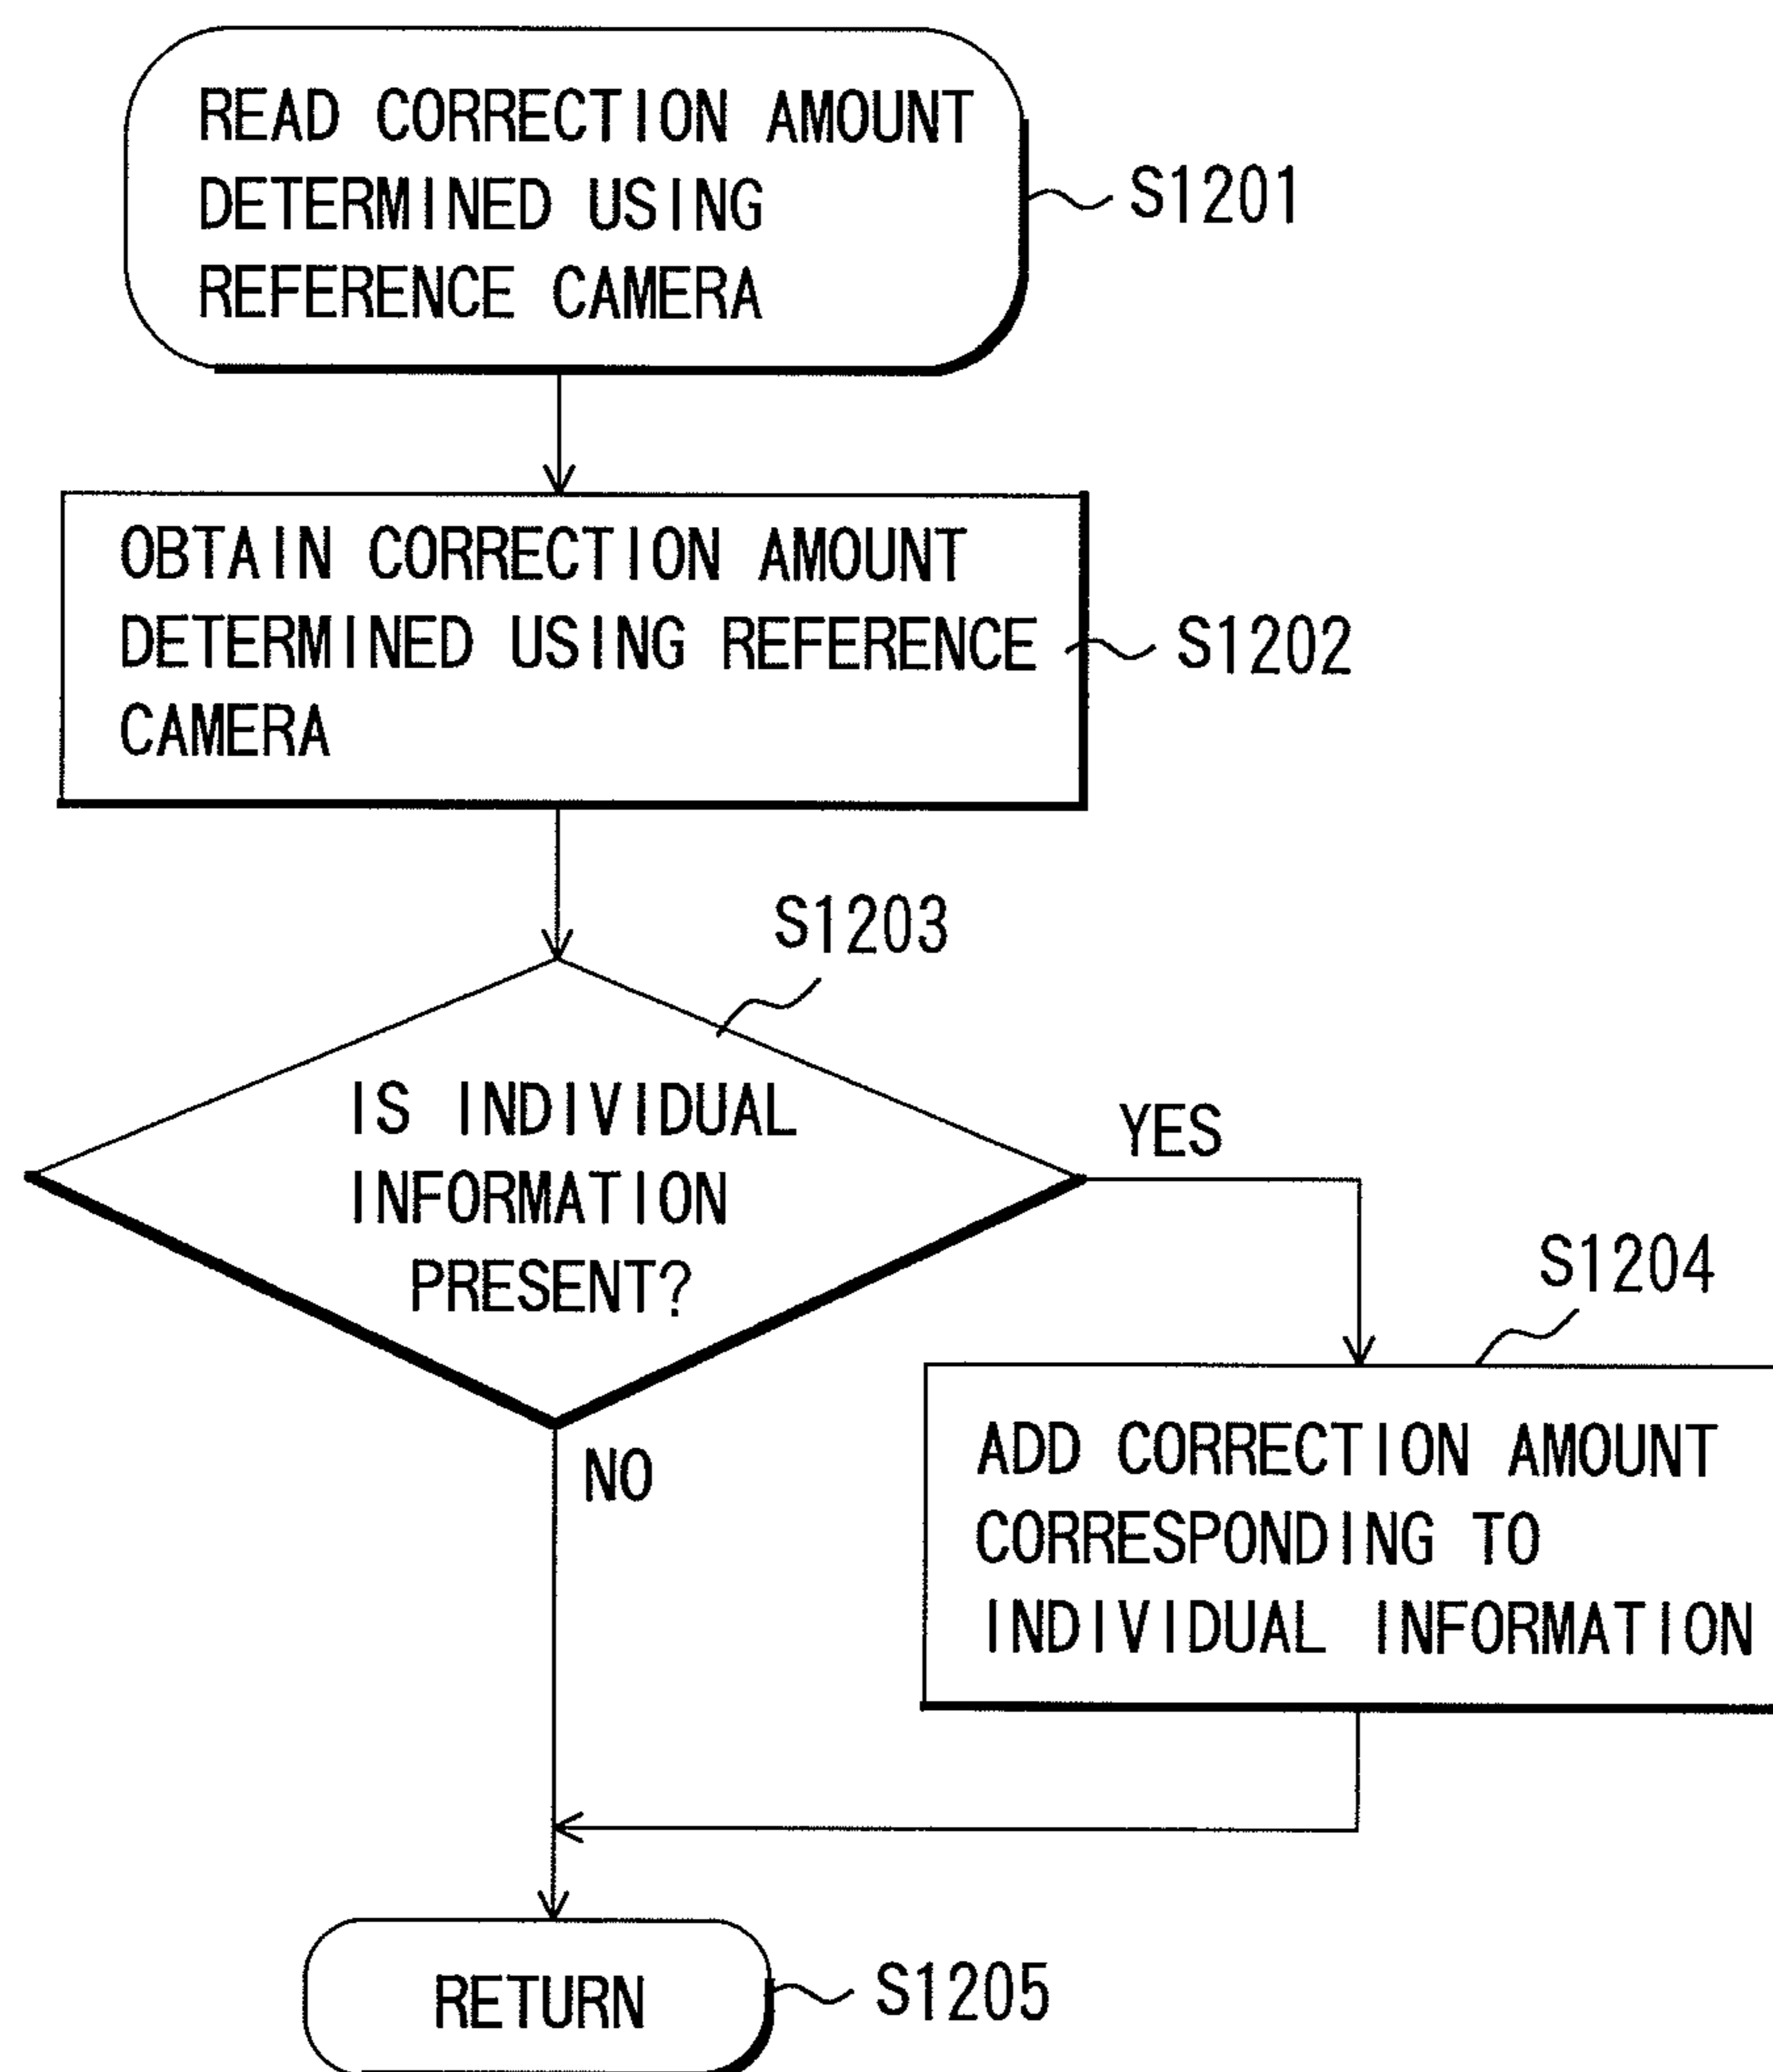 READ CORRECTION AMOUNT
DETERMINED USING
REFERENCE CAMERA
S1201
OBTAIN CORRECTION AMOUNT
DETERMINED USING REFERENCE
CAMERA
S1202
S1203
IS INDIVIDUAL
INFORMATION
PRESENT?
YES
NO
S1204
ADD CORRECTION AMOUNT
CORRESPONDING TO
INDIVIDUAL INFORMATION
RETURN
S1205